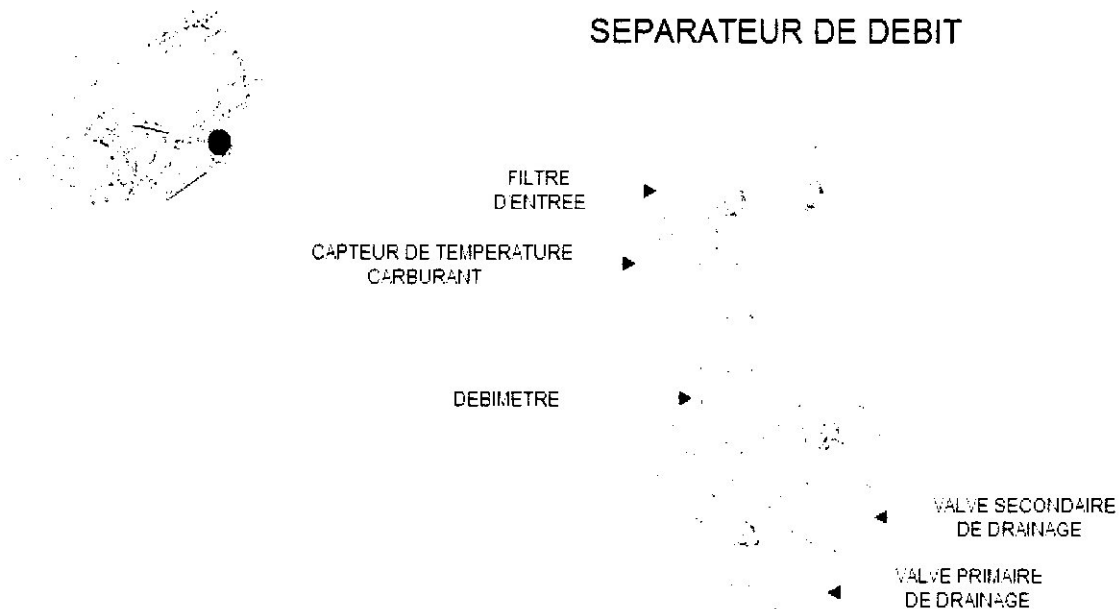 SEPARATEUR DE DEBIT
FILTRE
D'ENTREE
CAPTEUR DE TEMPERATURE
CARBURANT
DEBIMETRE
VALVE SECONDAIRE
DE DRAINAGE
VALVE PRIMAIRE
DE DRAINAGE